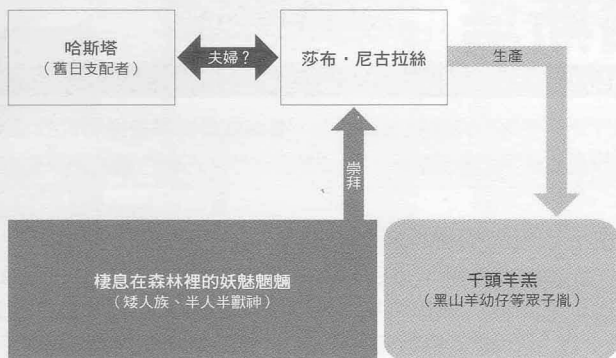 哈斯塔
（舊日支配者）
夫婦？
莎布・尼古拉絲
生產
崇拜
棲息在森林裡的妖魅魍魎
（矮人族、半人半獸神）
千頭羊羔
（黑山羊幼仔等眾子胤）